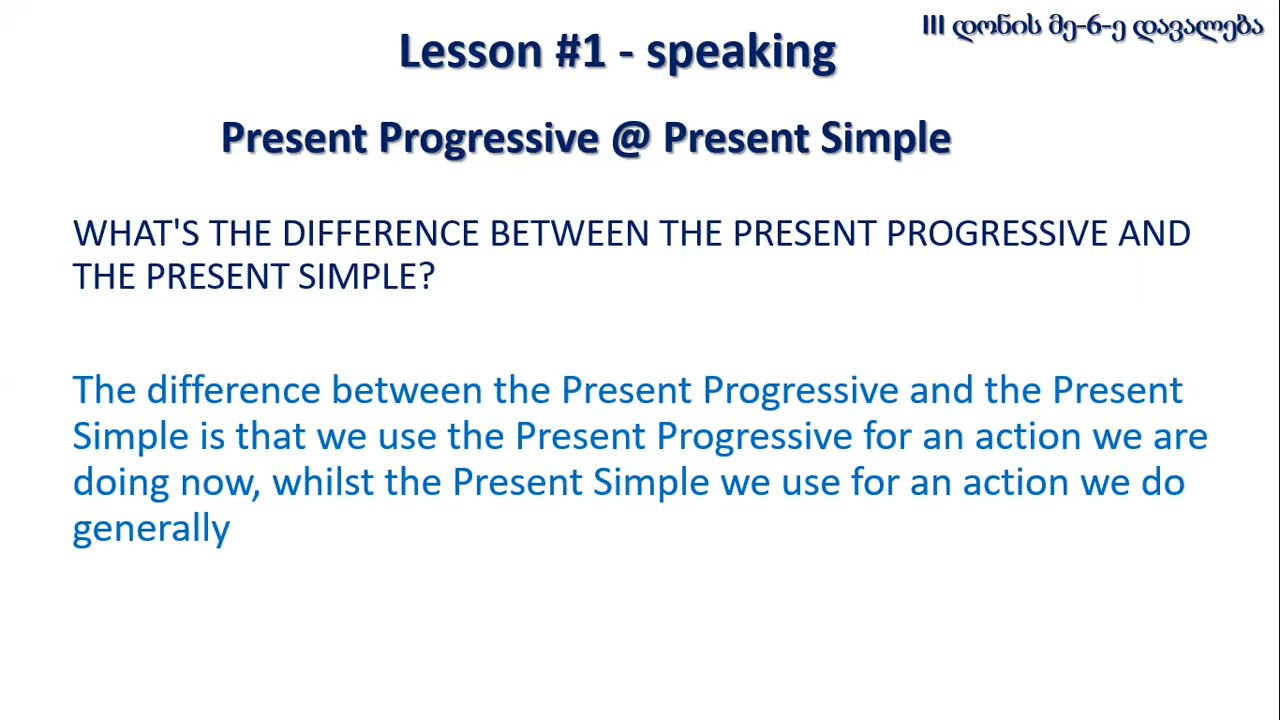 III დონის მე-6-ე დავალება
Lesson #1 - speaking
Present Progressive @ Present Simple
WHAT'S THE DIFFERENCE BETWEEN THE PRESENT PROGRESSIVE AND
THE PRESENT SIMPLE?
The difference between the Present Progressive and the Present
Simple is that we use the Present Progressive for an action we are
doing now, whilst the Present Simple we use for an action we do
generally